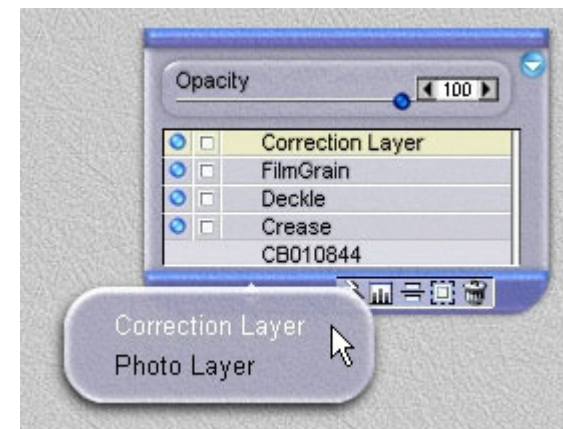 Opacity
100
Correction Layer
FilmGrain
Deckle
Crease
CB010844
Correction Layer
Photo Layer